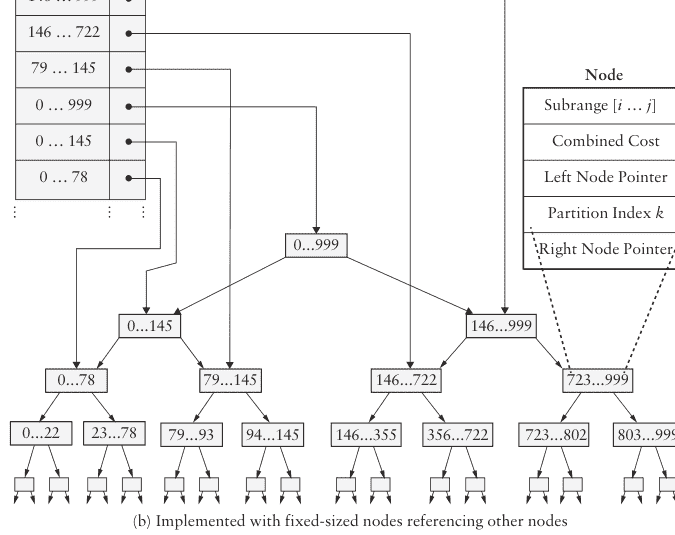 146 … 722
79 … 145
Node
0 … 999
Subrange [i … j]
0 … 145
Combined Cost
0 … 78
Left Node Pointer
Partition Index k
Right Node Pointer
0...999
0...145
146...999
0...78
79...145
146...722
723...999
0...22
23...78
79...93
94...145
146...355
356...722
723...802
803...999
(b) Implemented with fixed-sized nodes referencing other nodes